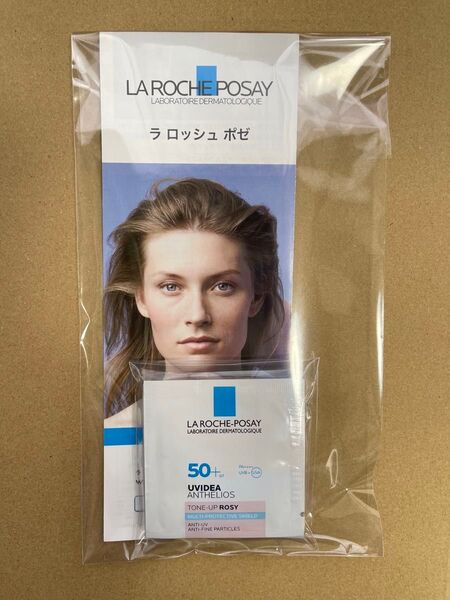 LA ROCHE POSAY
LABORATOIRE DERMATOLOGIQUE
ラ ロッシュ ポゼ
LA ROCHE-POSAY
LABORATOIRE DERMATOLOGIQUE
50+
UVIDEA
ANTHELIOS
TONE-UP ROSY
MULTI-PROTECTIVE SHIELD
ANTI-UV
ANTI-FINE PARTICLES